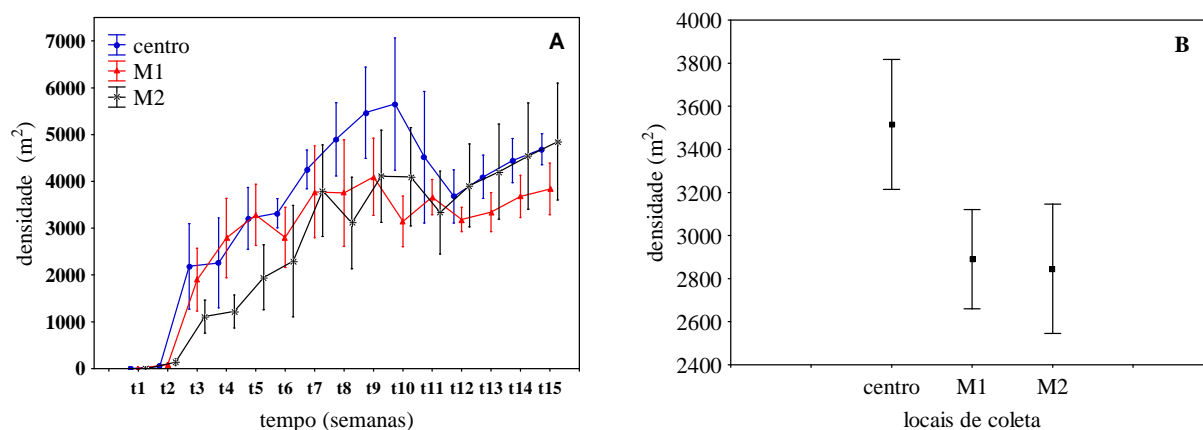 A
centro
M1
M2
7000
6000
5000
4000
3000
2000
1000
0
densidade (m²)
t1 t2 t3 t4 t5 t6 t7 t8 t9 t10 t11 t12 t13 t14 t15
tempo (semanas)
B
4000
3800
3600
3400
3200
3000
2800
2600
2400
densidade (m²)
centro M1 M2
locais de coleta